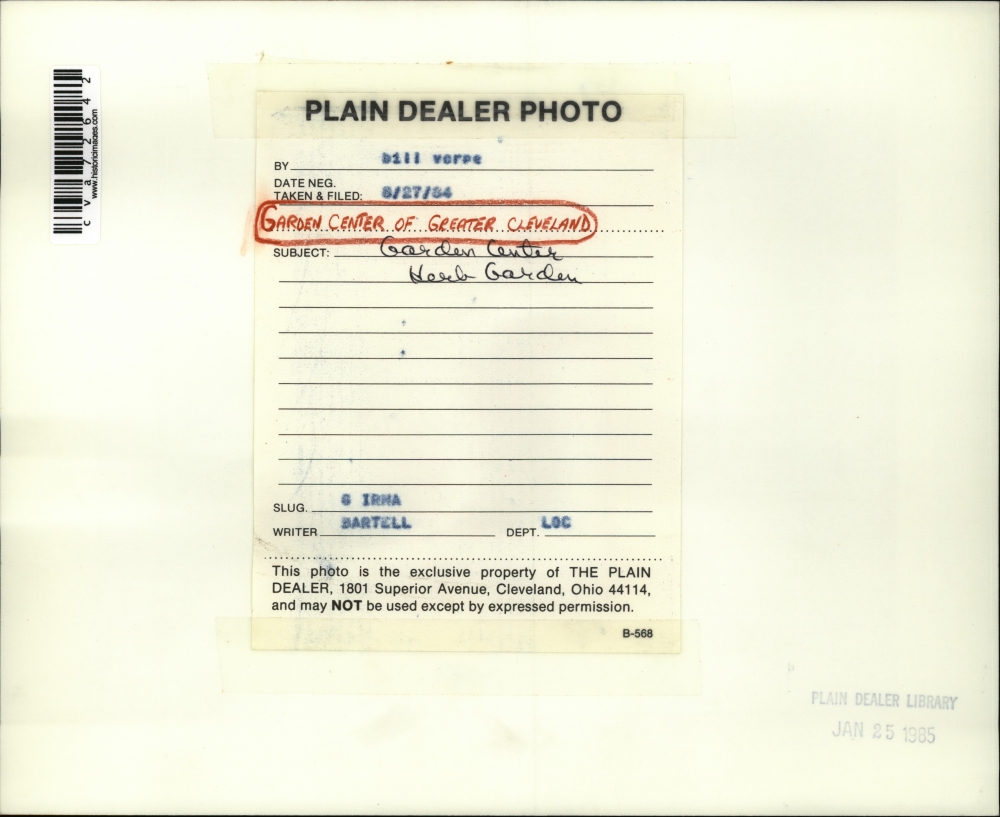 PLAIN DEALER PHOTO
BY bill verpe
DATE NEG.
TAKEN & FILED: 8/27/84
GARDEN CENTER OF GREATER CLEVELAND
SUBJECT: Garden Center
Herb Garden
SLUG. G IRMA
WRITER BARTELL DEPT. LOC
This photo is the exclusive property of THE PLAIN
DEALER, 1801 Superior Avenue, Cleveland, Ohio 44114,
and may NOT be used except by expressed permission.
B-568
cva72642
www.historicimages.com
PLAIN DEALER LIBRARY
JAN 25 1985